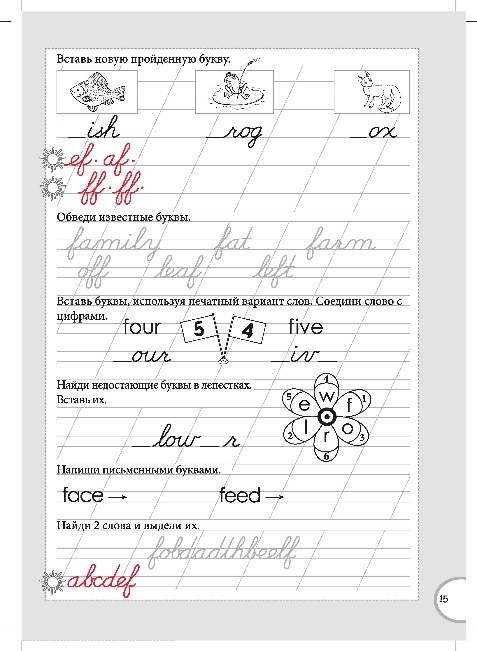 Вставь новую пройденную букву.
_ish _rog _ox
ef. af.
ff. ff.
Обведи известные буквы.
family fat farm
off leaf left
Вставь буквы, используя печатный вариант слов. Соедини слово с
цифрами.
four 5 4 five
_our _iv_
Найди недостающие буквы в лепестках.
Вставь их.
1 w
5 e f 1
2 l o 3
r
6
_low_r
Напиши письменными буквами.
face → feed →
Найди 2 слова и выдели их.
abcdef
15